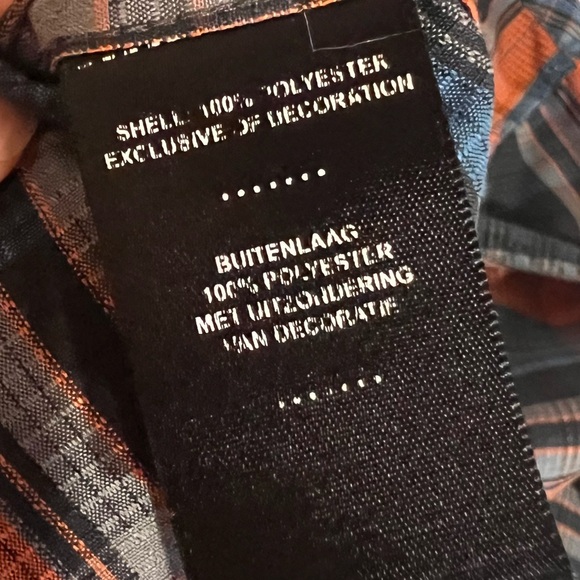 SHELL: 100% POLYESTER
EXCLUSIVE OF DECORATION
.......
BUITENLAAG
100% POLYESTER
MET UITZONDERING
VAN DECORATIE
.......